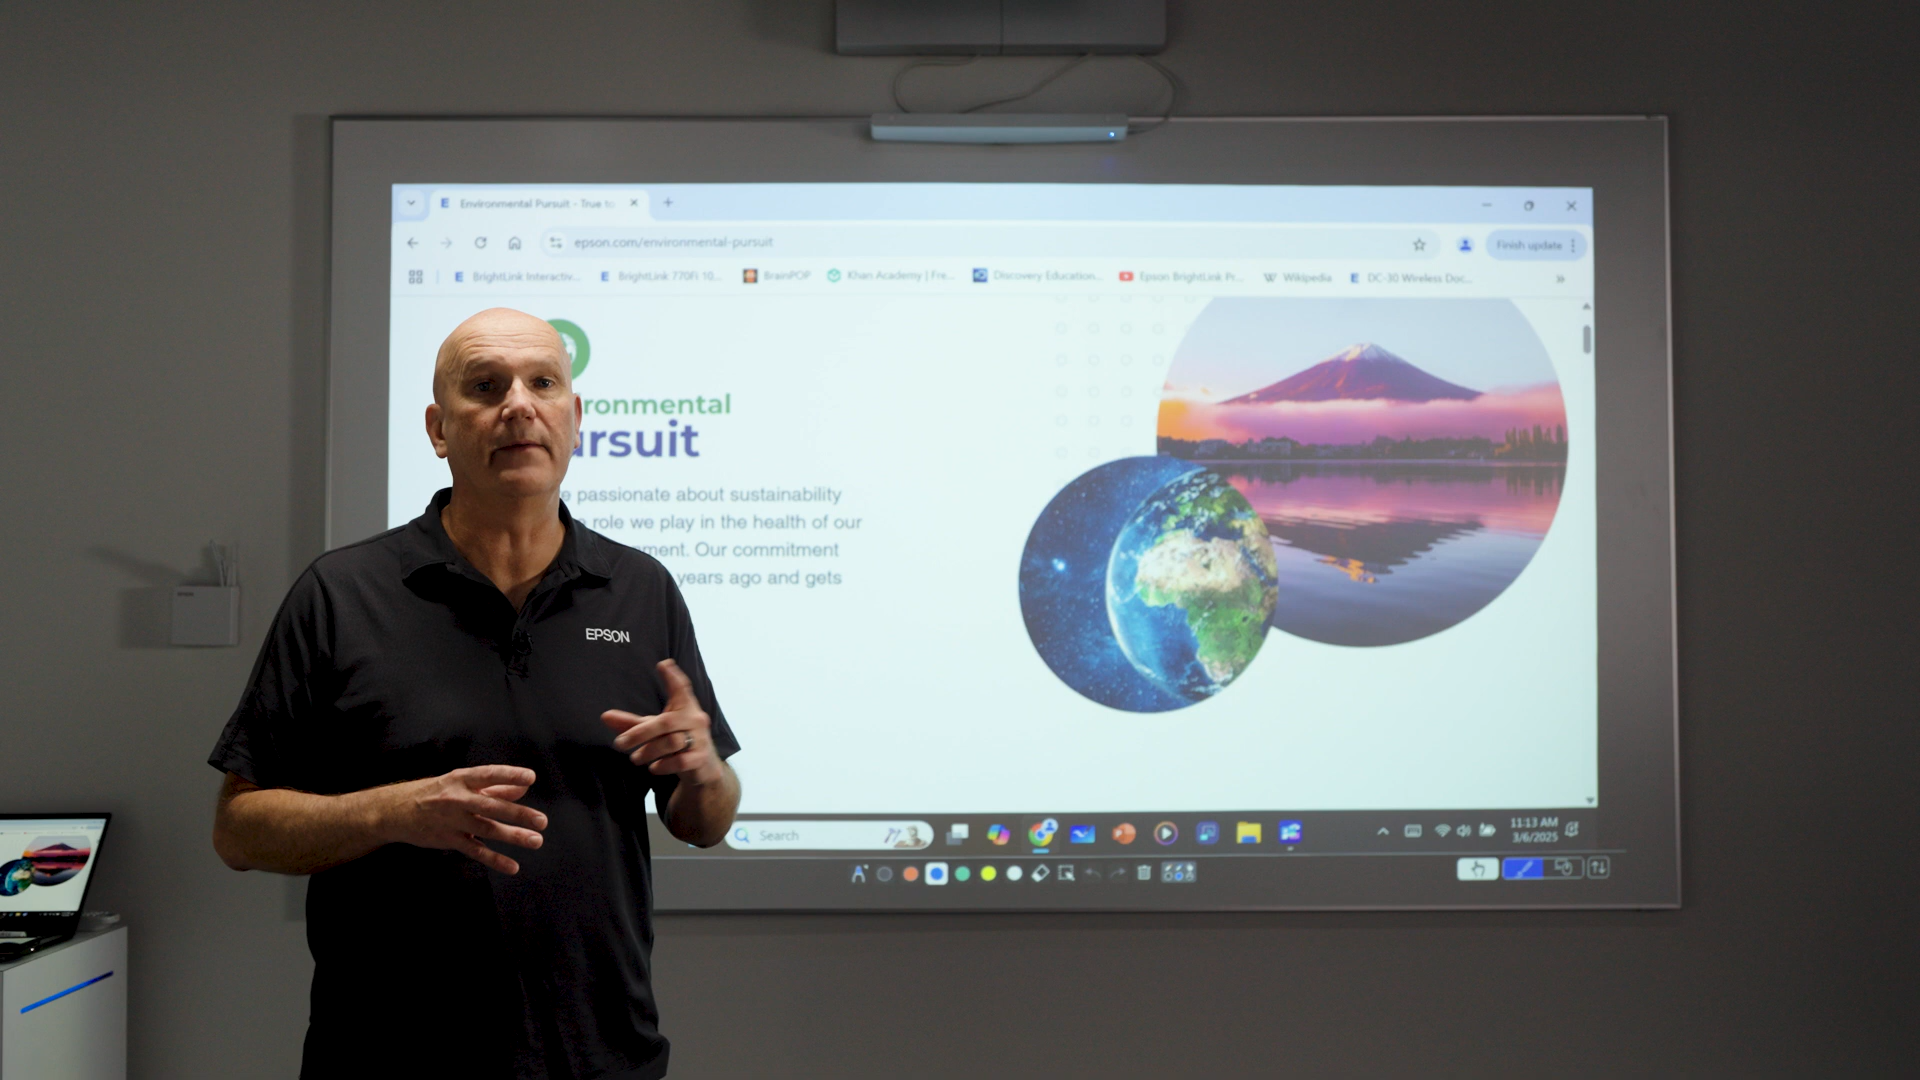 Environmental Pursuit - True to
epson.com/environmental-pursuit
Finish update
BrightLink Interactiv...
BrightLink 770Fi 10...
BrainPOP
Khan Academy | Fre...
Discovery Education...
Epson BrightLink Pr...
Wikipedia
DC-30 Wireless Doc...
ronmental
ursuit
e passionate about sustainability
role we play in the health of our
nment. Our commitment
years ago and gets
EPSON
Search
11:13 AM
3/6/2025